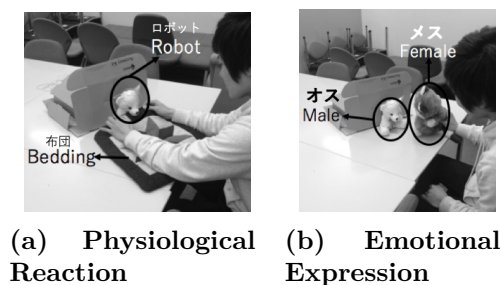 ロボット
Robot
布団
Bedding
メス
Female
オス
Male
(a) Physiological
Reaction
(b) Emotional
Expression